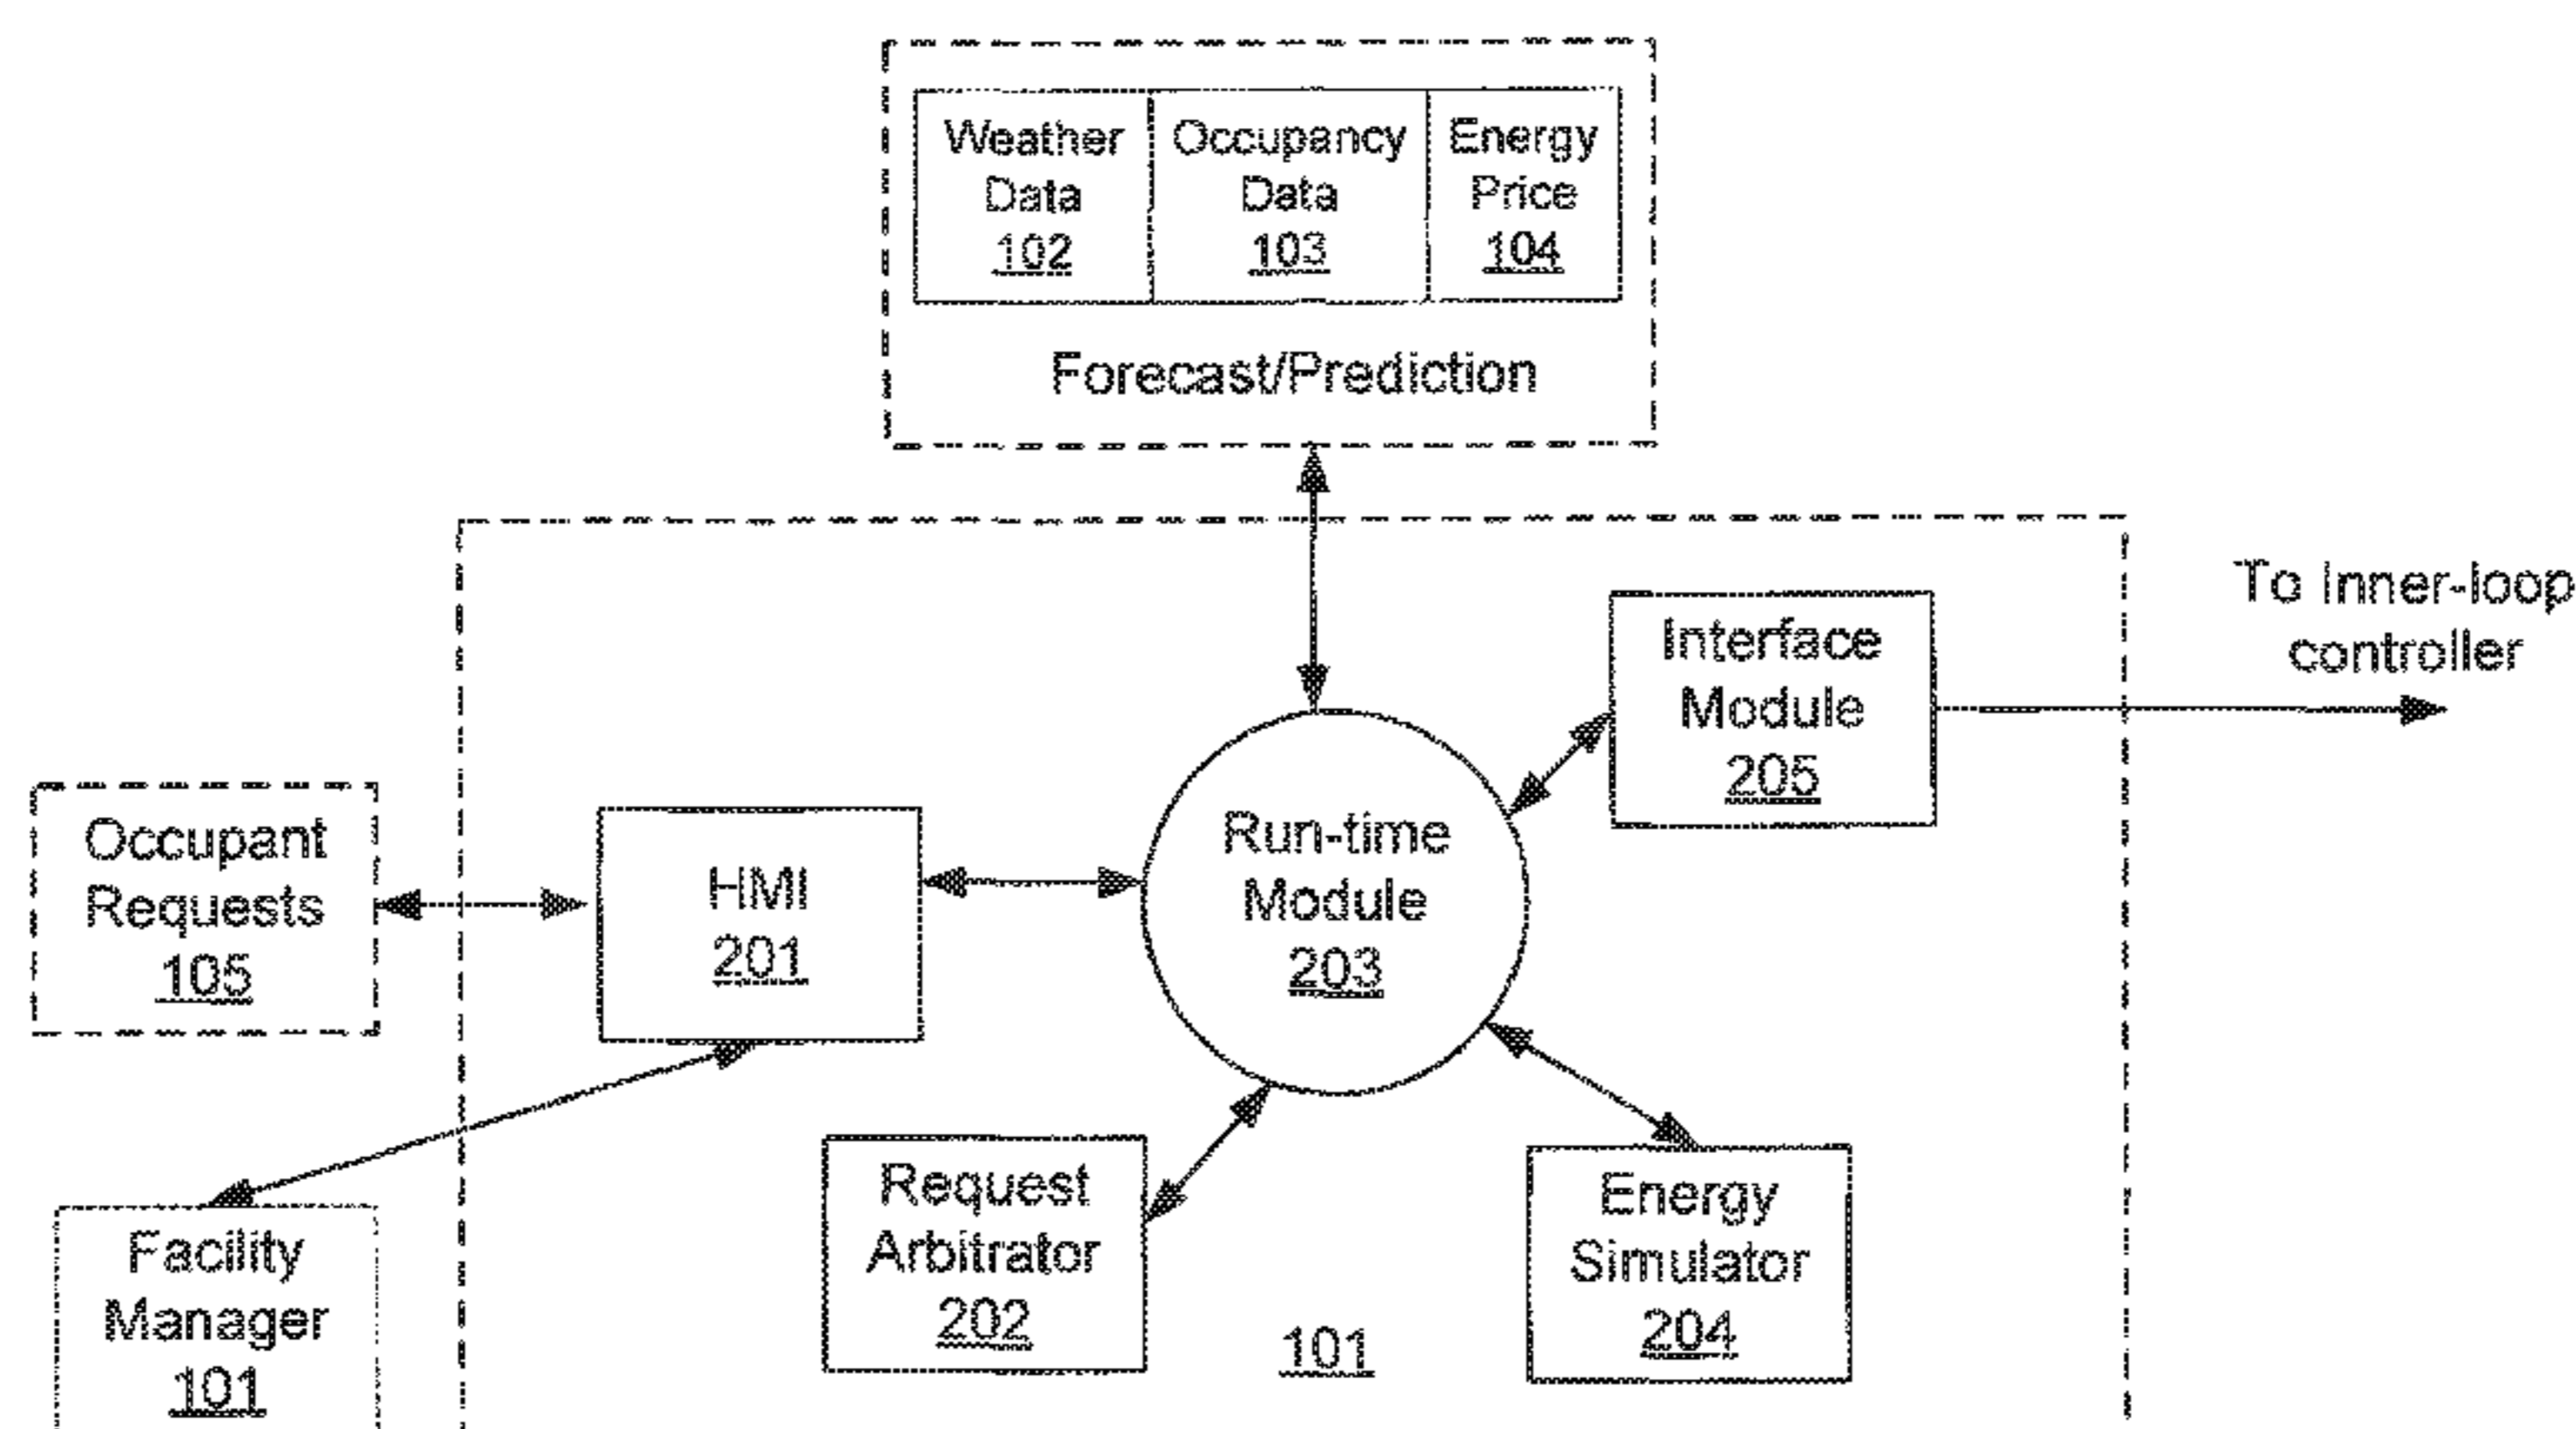 Weather
Data
102
Occupancy
Data
103
Energy
Price
104
Forecast/Prediction
To Inner-loop
controller
Interface
Module
205
Occupant
Requests
105
HMI
201
Run-time
Module
203
Facility
Manager
101
Request
Arbitrator
202
101
Energy
Simulator
204